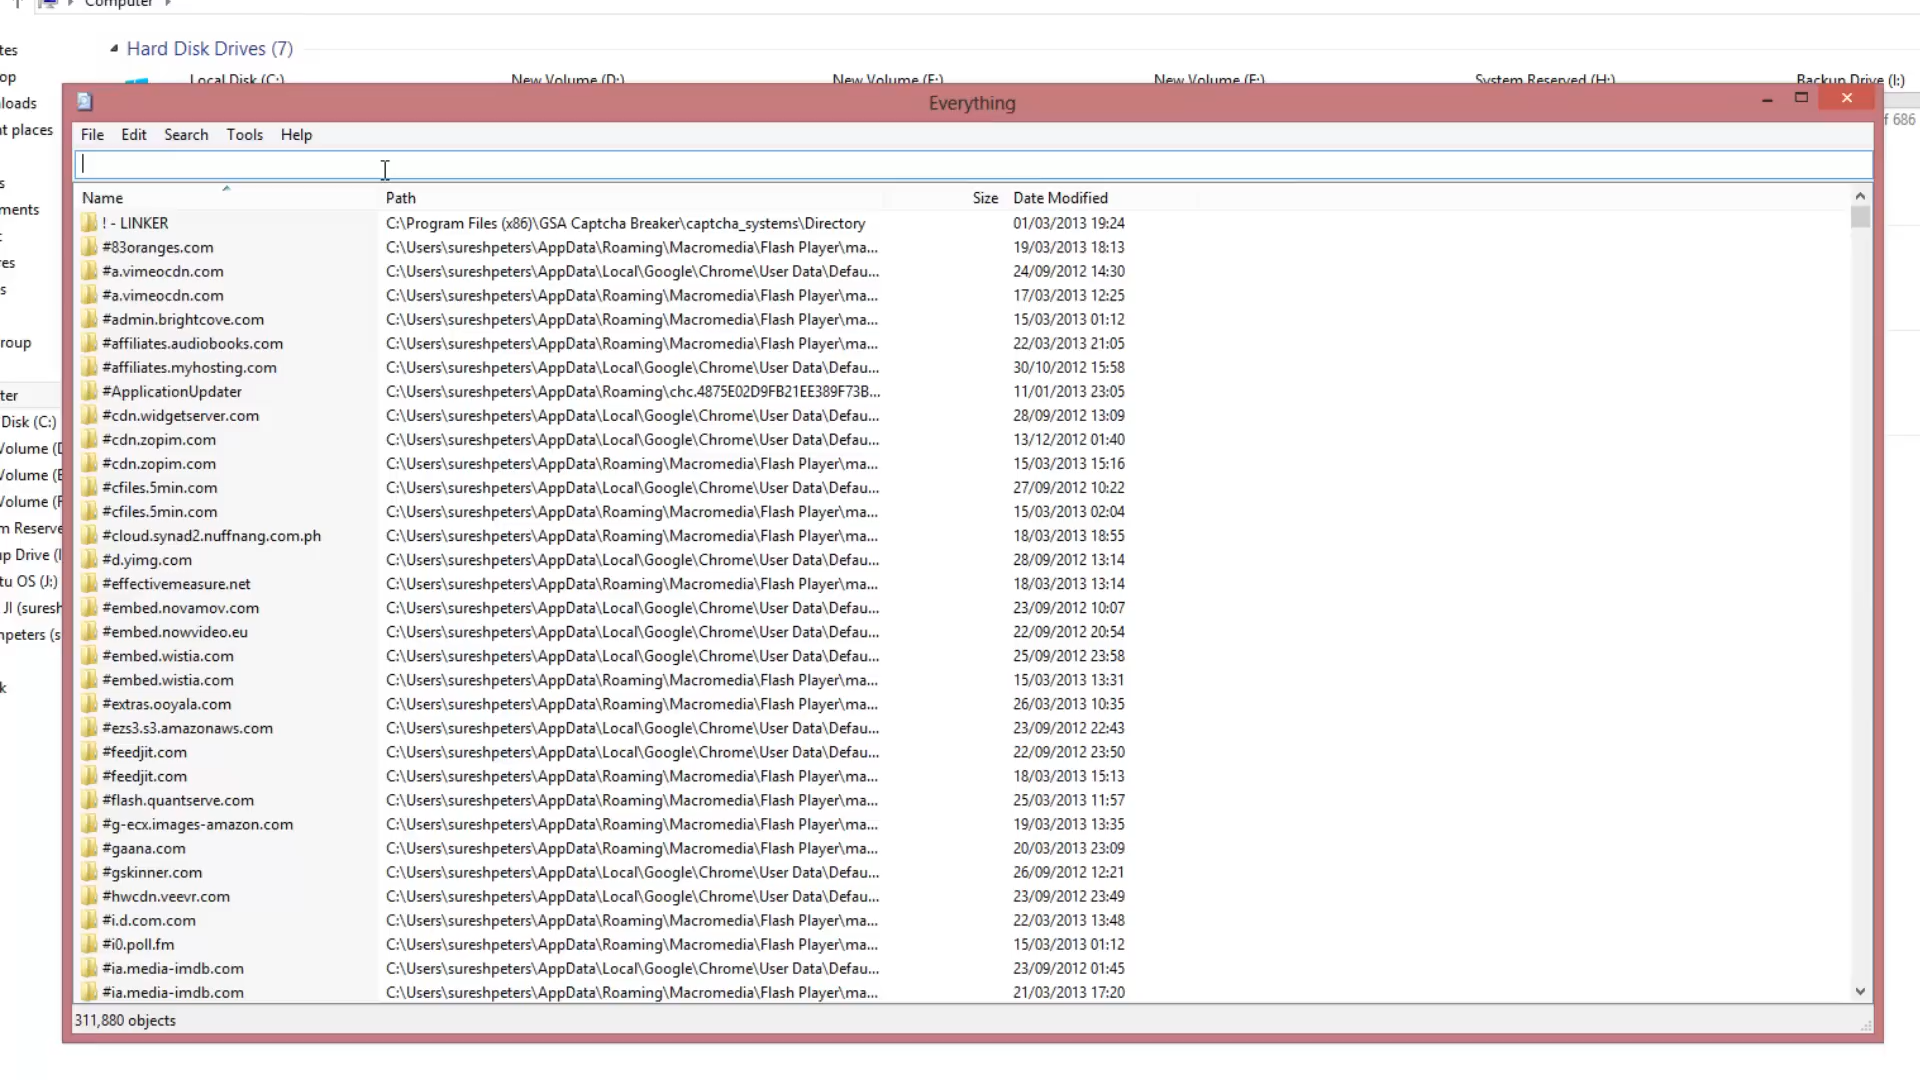 Computer
Hard Disk Drives (7)
Local Disk (C:) New Volume (D:) New Volume (E:) New Volume (F:) System Reserved (H:) Backup Drive (I:)
Everything
File Edit Search Tools Help
Name Path Size Date Modified
! - LINKER C:\Program Files (x86)\GSA Captcha Breaker\captcha_systems\Directory 01/03/2013 19:24
#83oranges.com C:\Users\sureshpeters\AppData\Roaming\Macromedia\Flash Player\ma... 19/03/2013 18:13
#a.vimeocdn.com C:\Users\sureshpeters\AppData\Local\Google\Chrome\User Data\Defau... 24/09/2012 14:30
#a.vimeocdn.com C:\Users\sureshpeters\AppData\Roaming\Macromedia\Flash Player\ma... 17/03/2013 12:25
#admin.brightcove.com C:\Users\sureshpeters\AppData\Roaming\Macromedia\Flash Player\ma... 15/03/2013 01:12
#affiliates.audiobooks.com C:\Users\sureshpeters\AppData\Roaming\Macromedia\Flash Player\ma... 22/03/2013 21:05
#affiliates.myhosting.com C:\Users\sureshpeters\AppData\Local\Google\Chrome\User Data\Defau... 30/10/2012 15:58
#ApplicationUpdater C:\Users\sureshpeters\AppData\Roaming\chc.4875E02D9FB21EE389F73B... 11/01/2013 23:05
#cdn.widgetserver.com C:\Users\sureshpeters\AppData\Local\Google\Chrome\User Data\Defau... 28/09/2012 13:09
#cdn.zopim.com C:\Users\sureshpeters\AppData\Local\Google\Chrome\User Data\Defau... 13/12/2012 01:40
#cdn.zopim.com C:\Users\sureshpeters\AppData\Roaming\Macromedia\Flash Player\ma... 15/03/2013 15:16
#cfiles.5min.com C:\Users\sureshpeters\AppData\Local\Google\Chrome\User Data\Defau... 27/09/2012 10:22
#cfiles.5min.com C:\Users\sureshpeters\AppData\Roaming\Macromedia\Flash Player\ma... 15/03/2013 02:04
#cloud.synad2.nuffnang.com.ph C:\Users\sureshpeters\AppData\Roaming\Macromedia\Flash Player\ma... 18/03/2013 18:55
#d.yimg.com C:\Users\sureshpeters\AppData\Local\Google\Chrome\User Data\Defau... 28/09/2012 13:14
#effectivemeasure.net C:\Users\sureshpeters\AppData\Roaming\Macromedia\Flash Player\ma... 18/03/2013 13:14
#embed.novamov.com C:\Users\sureshpeters\AppData\Local\Google\Chrome\User Data\Defau... 23/09/2012 10:07
#embed.nowvideo.eu C:\Users\sureshpeters\AppData\Local\Google\Chrome\User Data\Defau... 22/09/2012 20:54
#embed.wistia.com C:\Users\sureshpeters\AppData\Local\Google\Chrome\User Data\Defau... 25/09/2012 23:58
#embed.wistia.com C:\Users\sureshpeters\AppData\Roaming\Macromedia\Flash Player\ma... 15/03/2013 13:31
#extras.ooyala.com C:\Users\sureshpeters\AppData\Roaming\Macromedia\Flash Player\ma... 26/03/2013 10:35
#ezs3.s3.amazonaws.com C:\Users\sureshpeters\AppData\Local\Google\Chrome\User Data\Defau... 23/09/2012 22:43
#feedjit.com C:\Users\sureshpeters\AppData\Local\Google\Chrome\User Data\Defau... 22/09/2012 23:50
#feedjit.com C:\Users\sureshpeters\AppData\Roaming\Macromedia\Flash Player\ma... 18/03/2013 15:13
#flash.quantserve.com C:\Users\sureshpeters\AppData\Roaming\Macromedia\Flash Player\ma... 25/03/2013 11:57
#g-ecx.images-amazon.com C:\Users\sureshpeters\AppData\Roaming\Macromedia\Flash Player\ma... 19/03/2013 13:35
#gaana.com C:\Users\sureshpeters\AppData\Roaming\Macromedia\Flash Player\ma... 20/03/2013 23:09
#gskinner.com C:\Users\sureshpeters\AppData\Local\Google\Chrome\User Data\Defau... 26/09/2012 12:21
#hwcdn.veevr.com C:\Users\sureshpeters\AppData\Local\Google\Chrome\User Data\Defau... 23/09/2012 23:49
#i.d.com.com C:\Users\sureshpeters\AppData\Roaming\Macromedia\Flash Player\ma... 22/03/2013 13:48
#i0.poll.fm C:\Users\sureshpeters\AppData\Roaming\Macromedia\Flash Player\ma... 15/03/2013 01:12
#ia.media-imdb.com C:\Users\sureshpeters\AppData\Local\Google\Chrome\User Data\Defau... 23/09/2012 01:45
#ia.media-imdb.com C:\Users\sureshpeters\AppData\Roaming\Macromedia\Flash Player\ma... 21/03/2013 17:20
311,880 objects